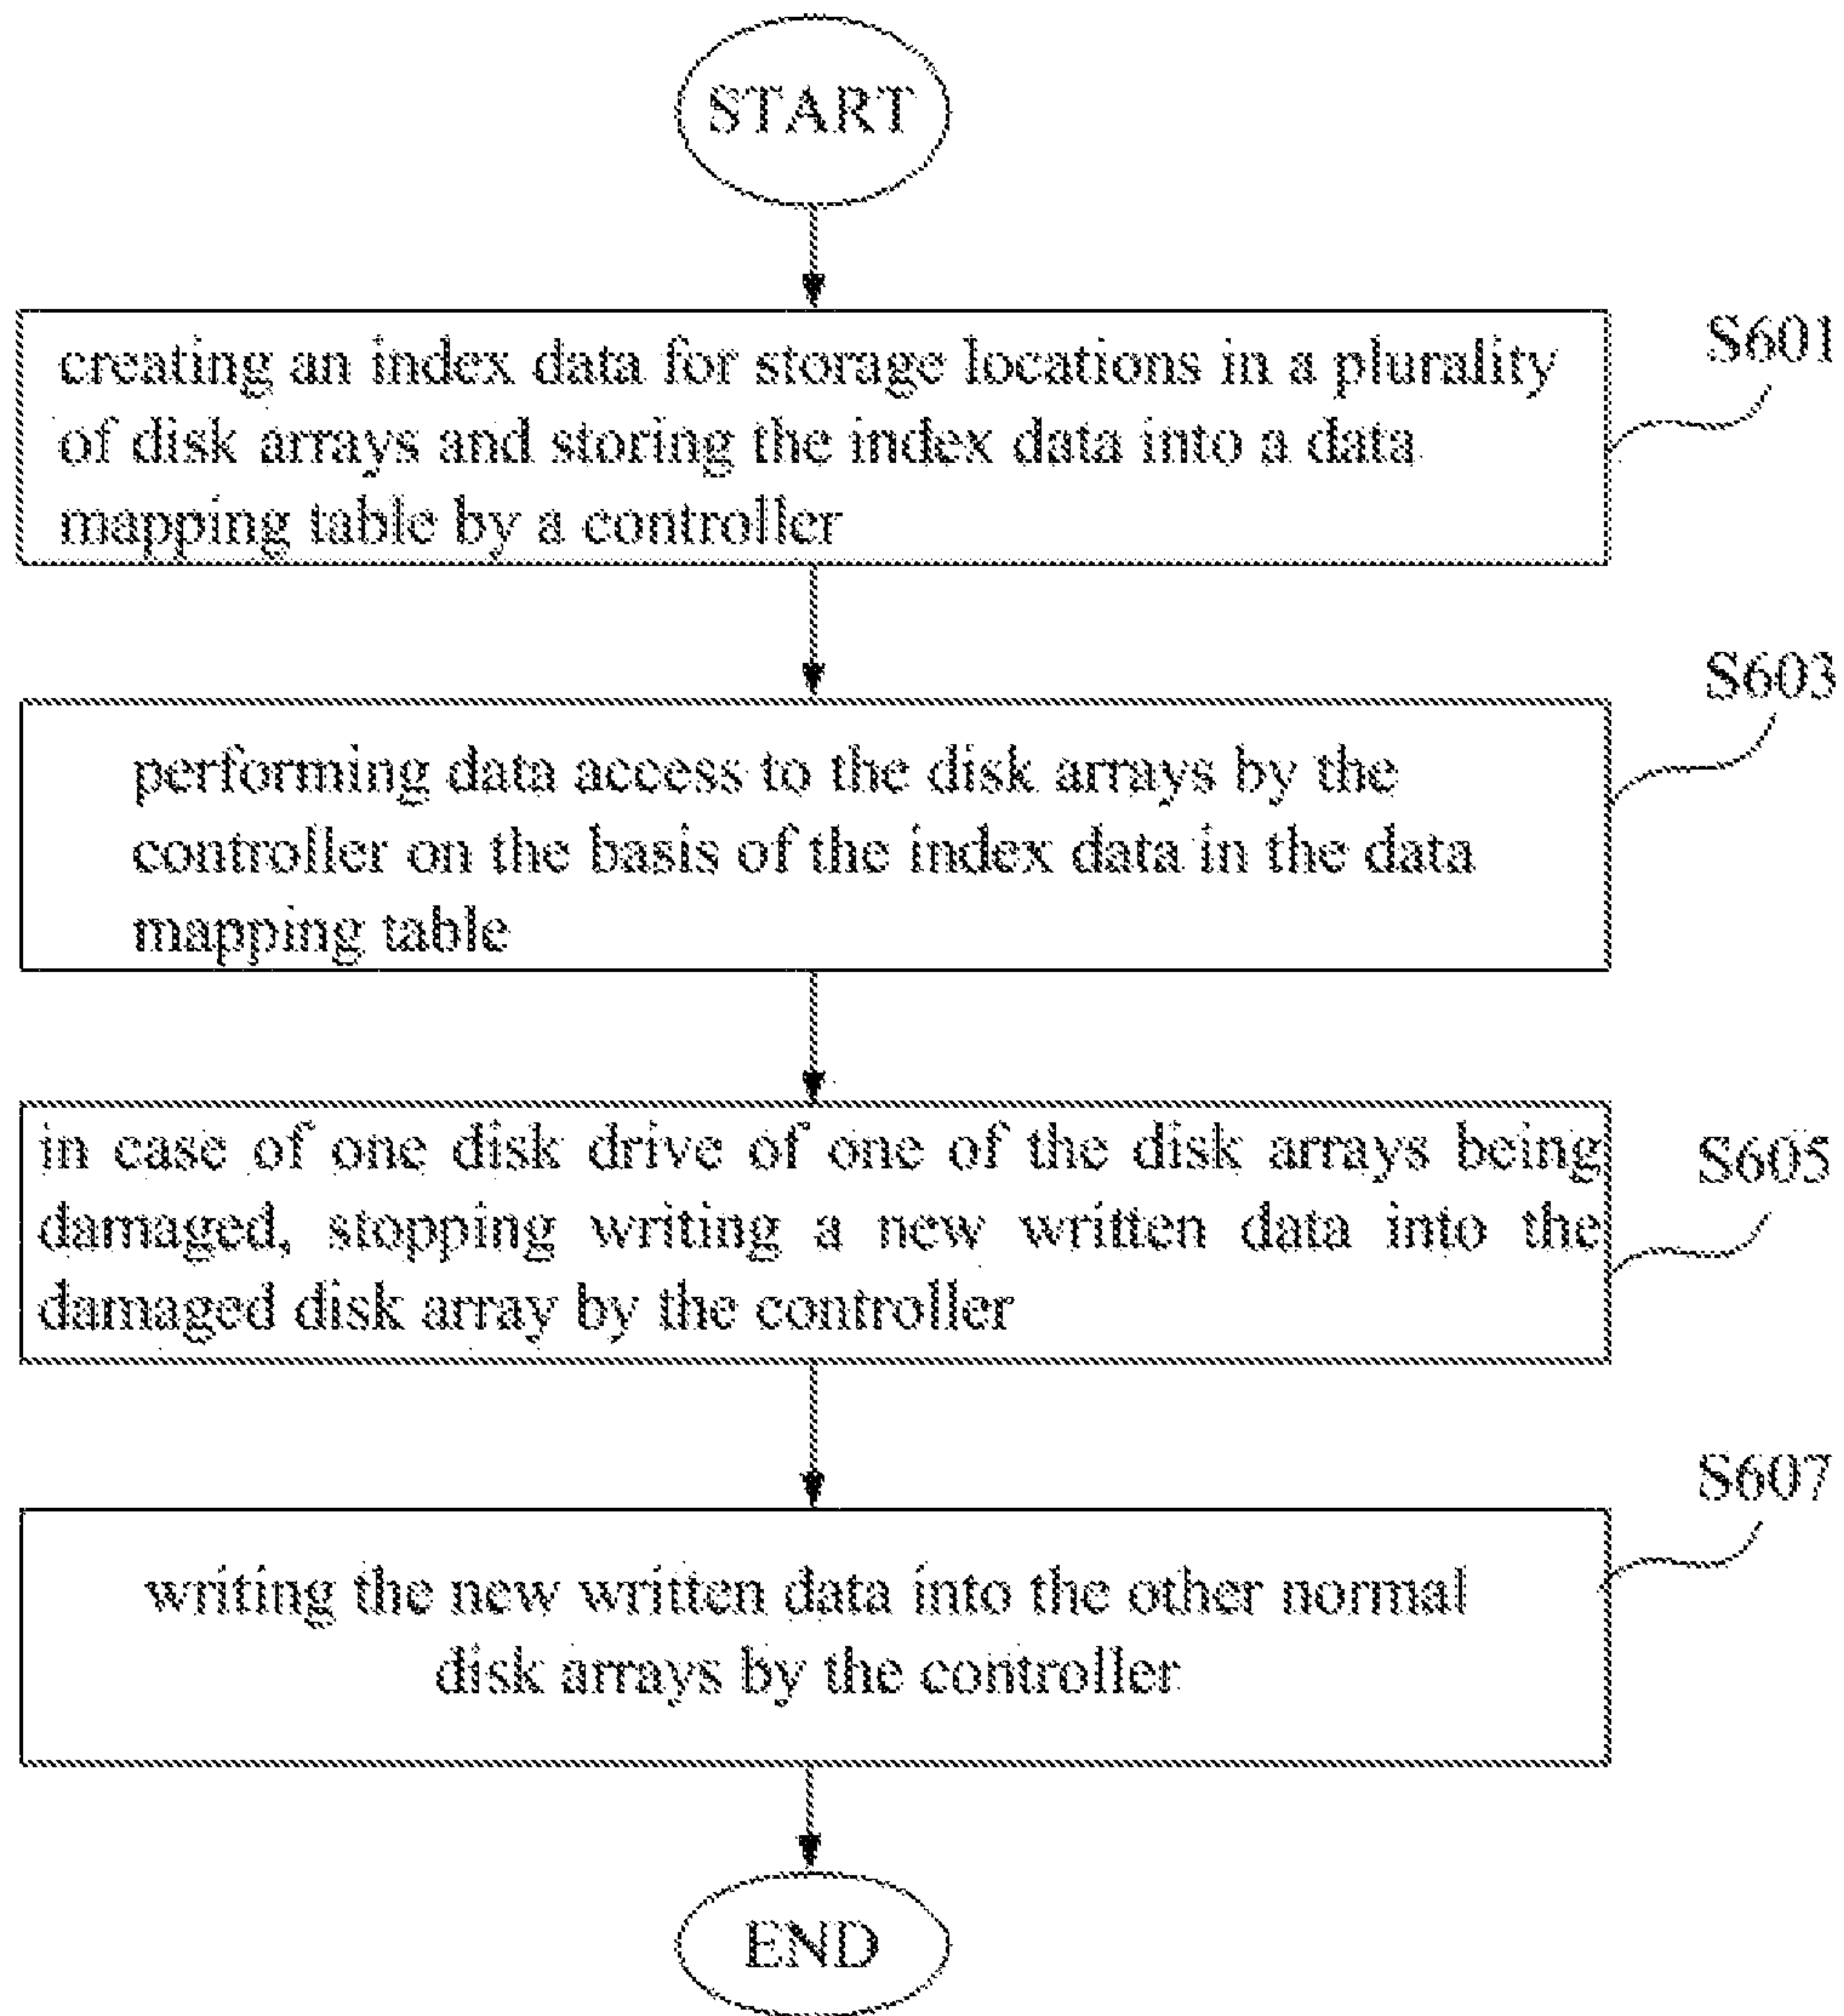 START
creating an index data for storage locations in a plurality
of disk arrays and storing the index data into a data
mapping table by a controller
S601
performing data access to the disk arrays by the
controller on the basis of the index data in the data
mapping table
S603
in case of one disk drive of one of the disk arrays being
damaged, stopping writing a new written data into the
damaged disk array by the controller
S605
writing the new written data into the other normal
disk arrays by the controller
S607
END